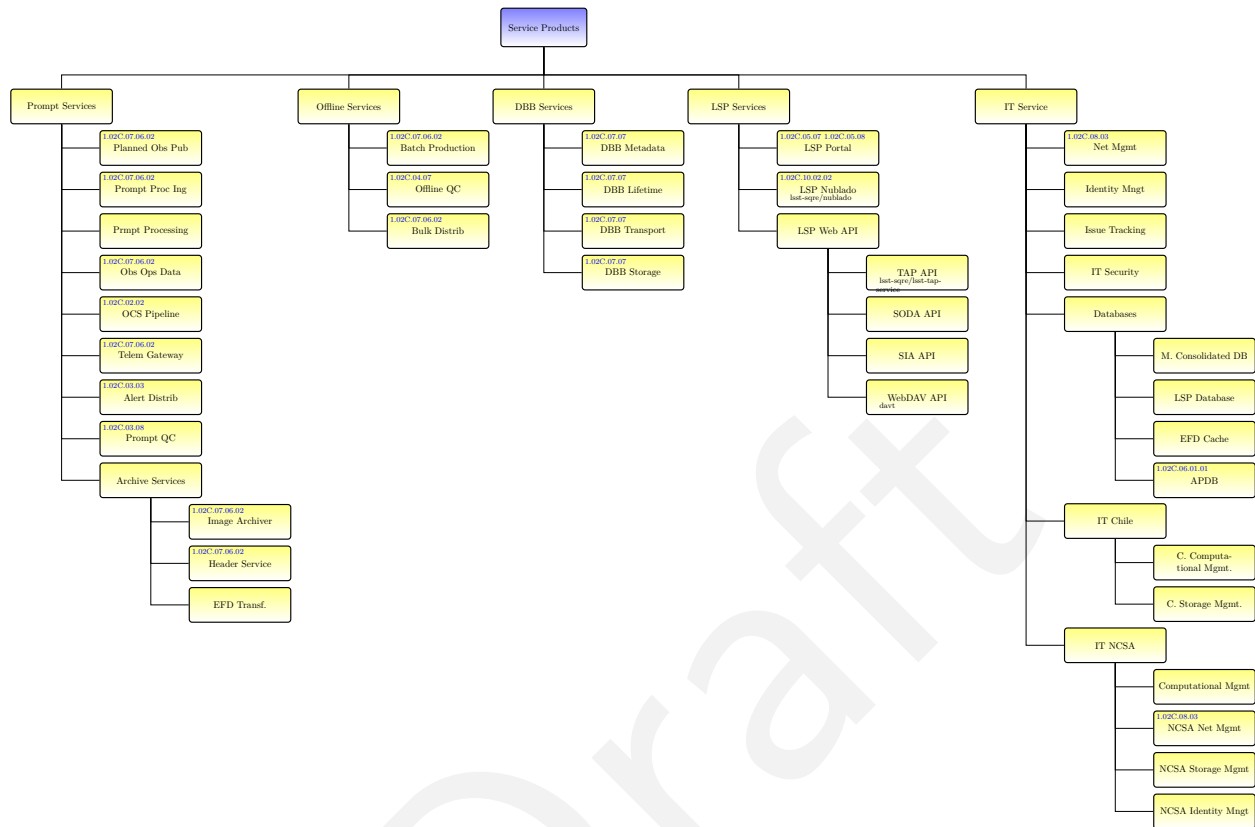 Service Products
Prompt Services
1.02C.07.06.02
Planned Obs Pub
1.02C.07.06.02
Prompt Proc Ing
Prmpt Processing
1.02C.07.06.02
Obs Ops Data
1.02C.02.02
OCS Pipeline
1.02C.07.06.02
Telem Gateway
1.02C.03.03
Alert Distrib
1.02C.03.08
Prompt QC
Archive Services
1.02C.07.06.02
Image Archiver
1.02C.07.06.02
Header Service
EFD Transf.
Offline Services
1.02C.07.06.02
Batch Production
1.02C.04.07
Offline QC
1.02C.07.06.02
Bulk Distrib
DBB Services
1.02C.07.07
DBB Metadata
1.02C.07.07
DBB Lifetime
1.02C.07.07
DBB Transport
1.02C.07.07
DBB Storage
LSP Services
1.02C.05.07 1.02C.05.08
LSP Portal
1.02C.10.02.02
LSP Nublado
lsst-sqre/nublado
LSP Web API
TAP API
lsst-sqre/lsst-tap-
service
SODA API
SIA API
WebDAV API
davt
IT Service
1.02C.08.03
Net Mgmt
Identity Mngt
Issue Tracking
IT Security
Databases
M. Consolidated DB
LSP Database
EFD Cache
1.02C.06.01.01
APDB
IT Chile
C. Computa-
tional Mgmt.
C. Storage Mgmt.
IT NCSA
Computational Mgmt
1.02C.08.03
NCSA Net Mgmt
NCSA Storage Mgmt
NCSA Identity Mngt
Draft